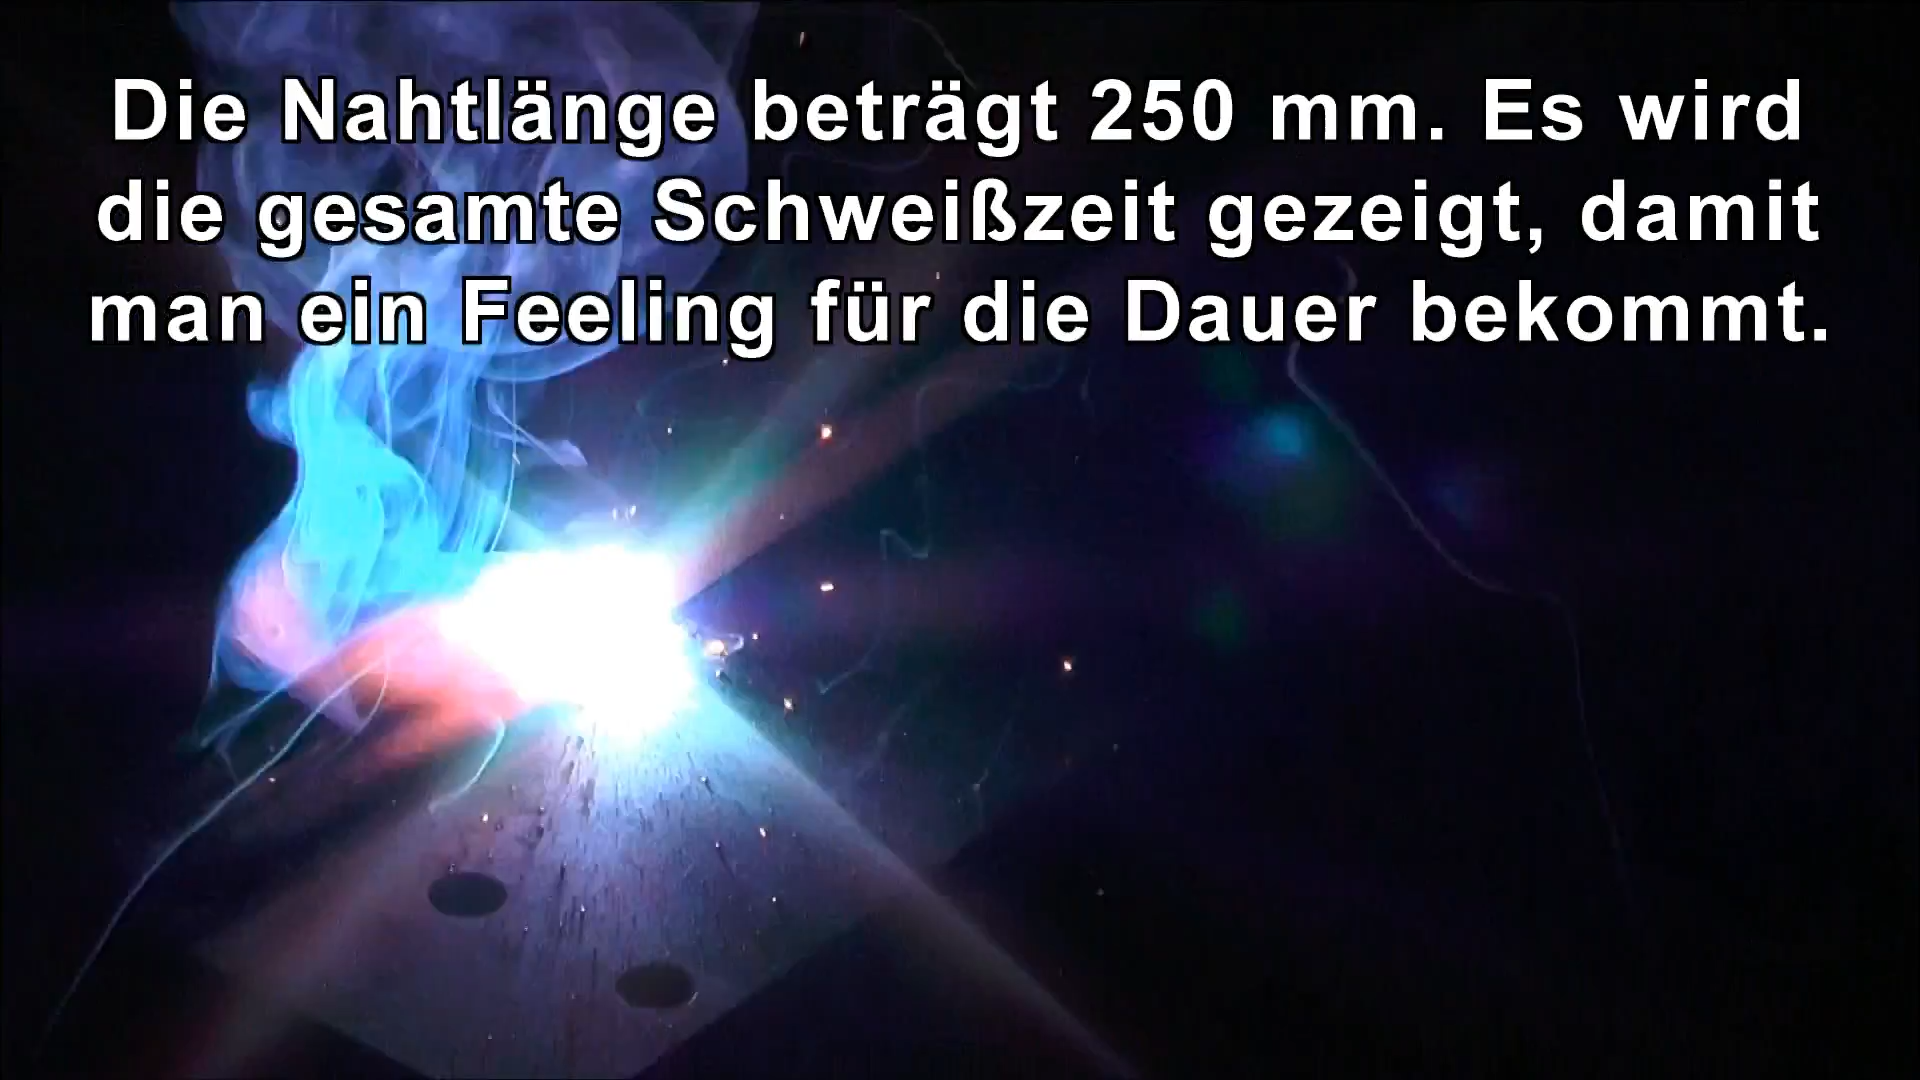 Die Nahtlänge beträgt 250 mm. Es wird
die gesamte Schweißzeit gezeigt, damit
man ein Feeling für die Dauer bekommt.